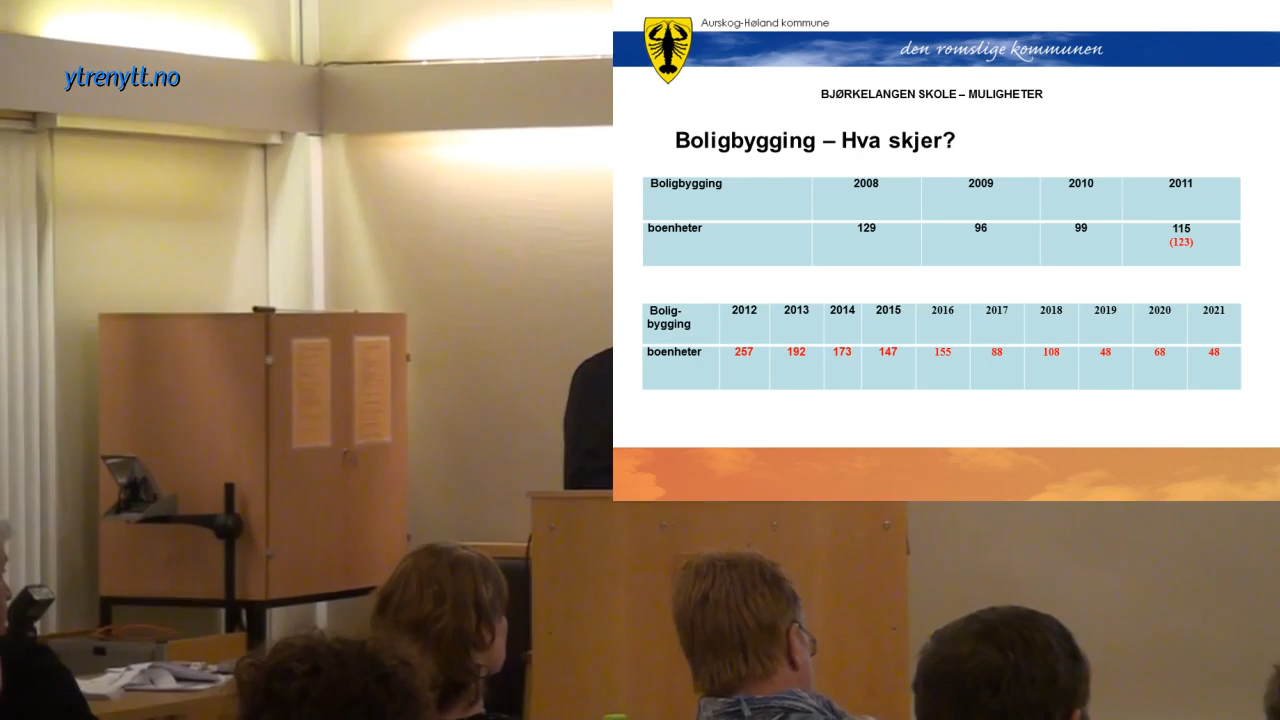 ytrenytt.no
Aurskog-Høland kommune
den romslige kommunen
BJØRKELANGEN SKOLE – MULIGHETER
Boligbygging – Hva skjer?
Boligbygging 2008 2009 2010 2011
boenheter 129 96 99 115
(123)
Bolig- 2012 2013 2014 2015 2016 2017 2018 2019 2020 2021
bygging
boenheter 257 192 173 147 155 88 108 48 68 48